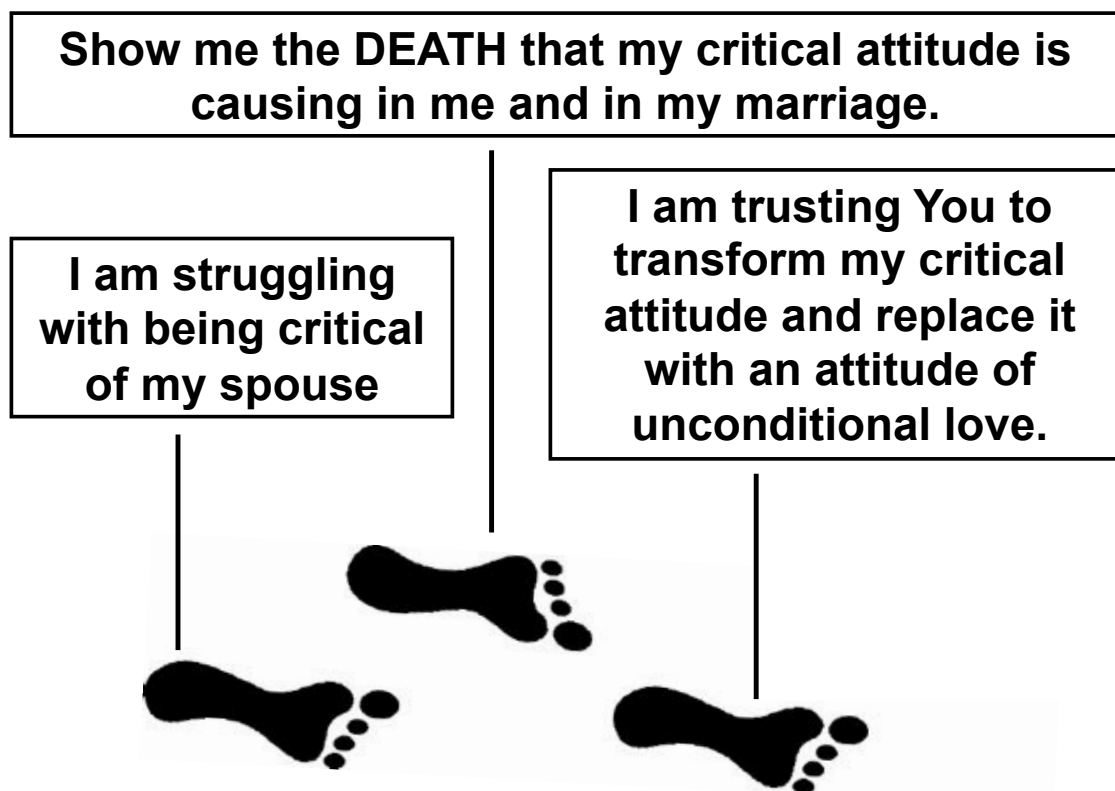 Show me the DEATH that my critical attitude is
causing in me and in my marriage.
I am struggling
with being critical
of my spouse
I am trusting You to
transform my critical
attitude and replace it
with an attitude of
unconditional love.